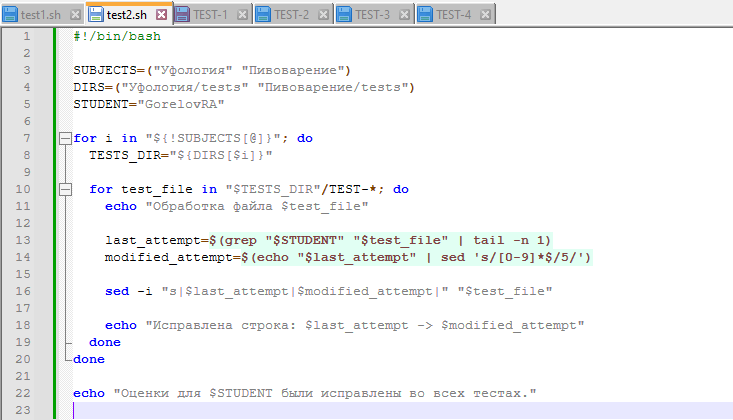 test1.sh test2.sh TEST-1 TEST-2 TEST-3 TEST-4
1 #!/bin/bash
2
3 SUBJECTS=("Уфология" "Пивоварение")
4 DIRS=("Уфология/tests" "Пивоварение/tests")
5 STUDENT="GorelovRA"
6
7 for i in "${!SUBJECTS[@]}"; do
8 TESTS_DIR="${DIRS[$i]}"
9
10 for test_file in "$TESTS_DIR"/TEST-*; do
11 echo "Обработка файла $test_file"
12
13 last_attempt=$(grep "$STUDENT" "$test_file" | tail -n 1)
14 modified_attempt=$(echo "$last_attempt" | sed 's/[0-9]*$/5/')
15
16 sed -i "s|$last_attempt|$modified_attempt|" "$test_file"
17
18 echo "Исправлена строка: $last_attempt -> $modified_attempt"
19 done
20 done
21
22 echo "Оценки для $STUDENT были исправлены во всех тестах."
23